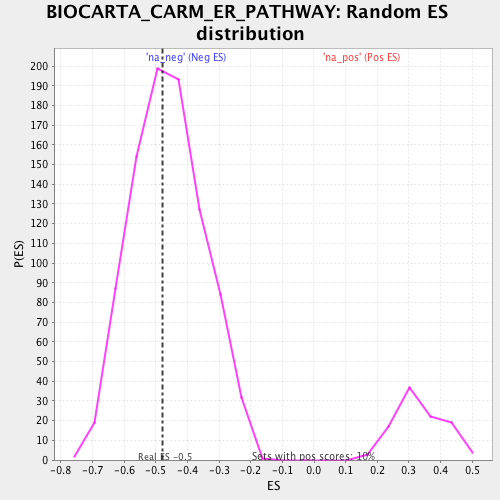 BIOCARTA_CARM_ER_PATHWAY: Random ES
distribution
'na_neg' (Neg ES)
'na_pos' (Pos ES)
P(ES)
200
190
180
170
160
150
140
130
120
110
100
90
80
70
60
50
40
30
20
10
0
Real ES -0.5
Sets with pos scores: 10%
-0.8 -0.7 -0.6 -0.5 -0.4 -0.3 -0.2 -0.1 0.0 0.1 0.2 0.3 0.4 0.5
ES